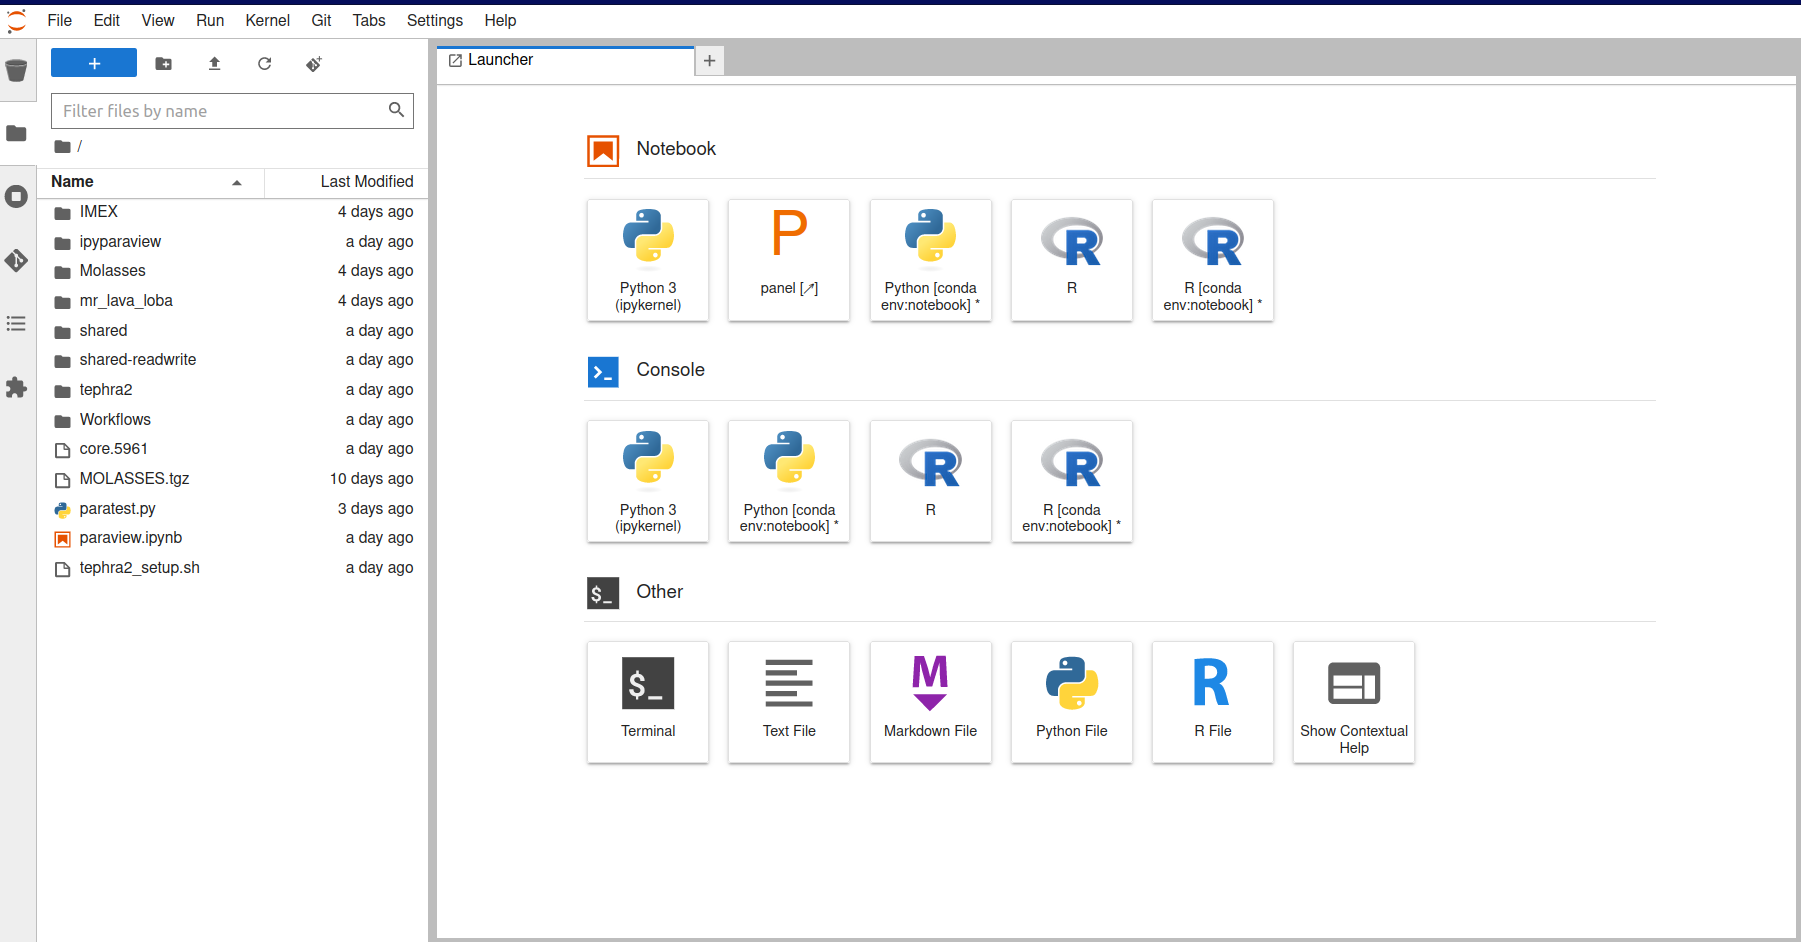 File Edit View Run Kernel Git Tabs Settings Help
Launcher
Filter files by name
/
Name Last Modified
IMEX 4 days ago
ipyparaview a day ago
Molasses 4 days ago
mr_lava_loba 4 days ago
shared a day ago
shared-readwrite a day ago
tephra2 a day ago
Workflows a day ago
core.5961 a day ago
MOLASSES.tgz 10 days ago
paratest.py 3 days ago
paraview.ipynb a day ago
tephra2_setup.sh a day ago
Notebook
Python 3
(ipykernel)
P
panel [↗]
Python [conda
env:notebook] *
R
R
R
R [conda
env:notebook] *
Console
Python 3
(ipykernel)
Python [conda
env:notebook] *
R
R
R
R [conda
env:notebook] *
$_
Other
$_
Terminal
Text File
M
Markdown File
Python File
R
R File
Show Contextual
Help